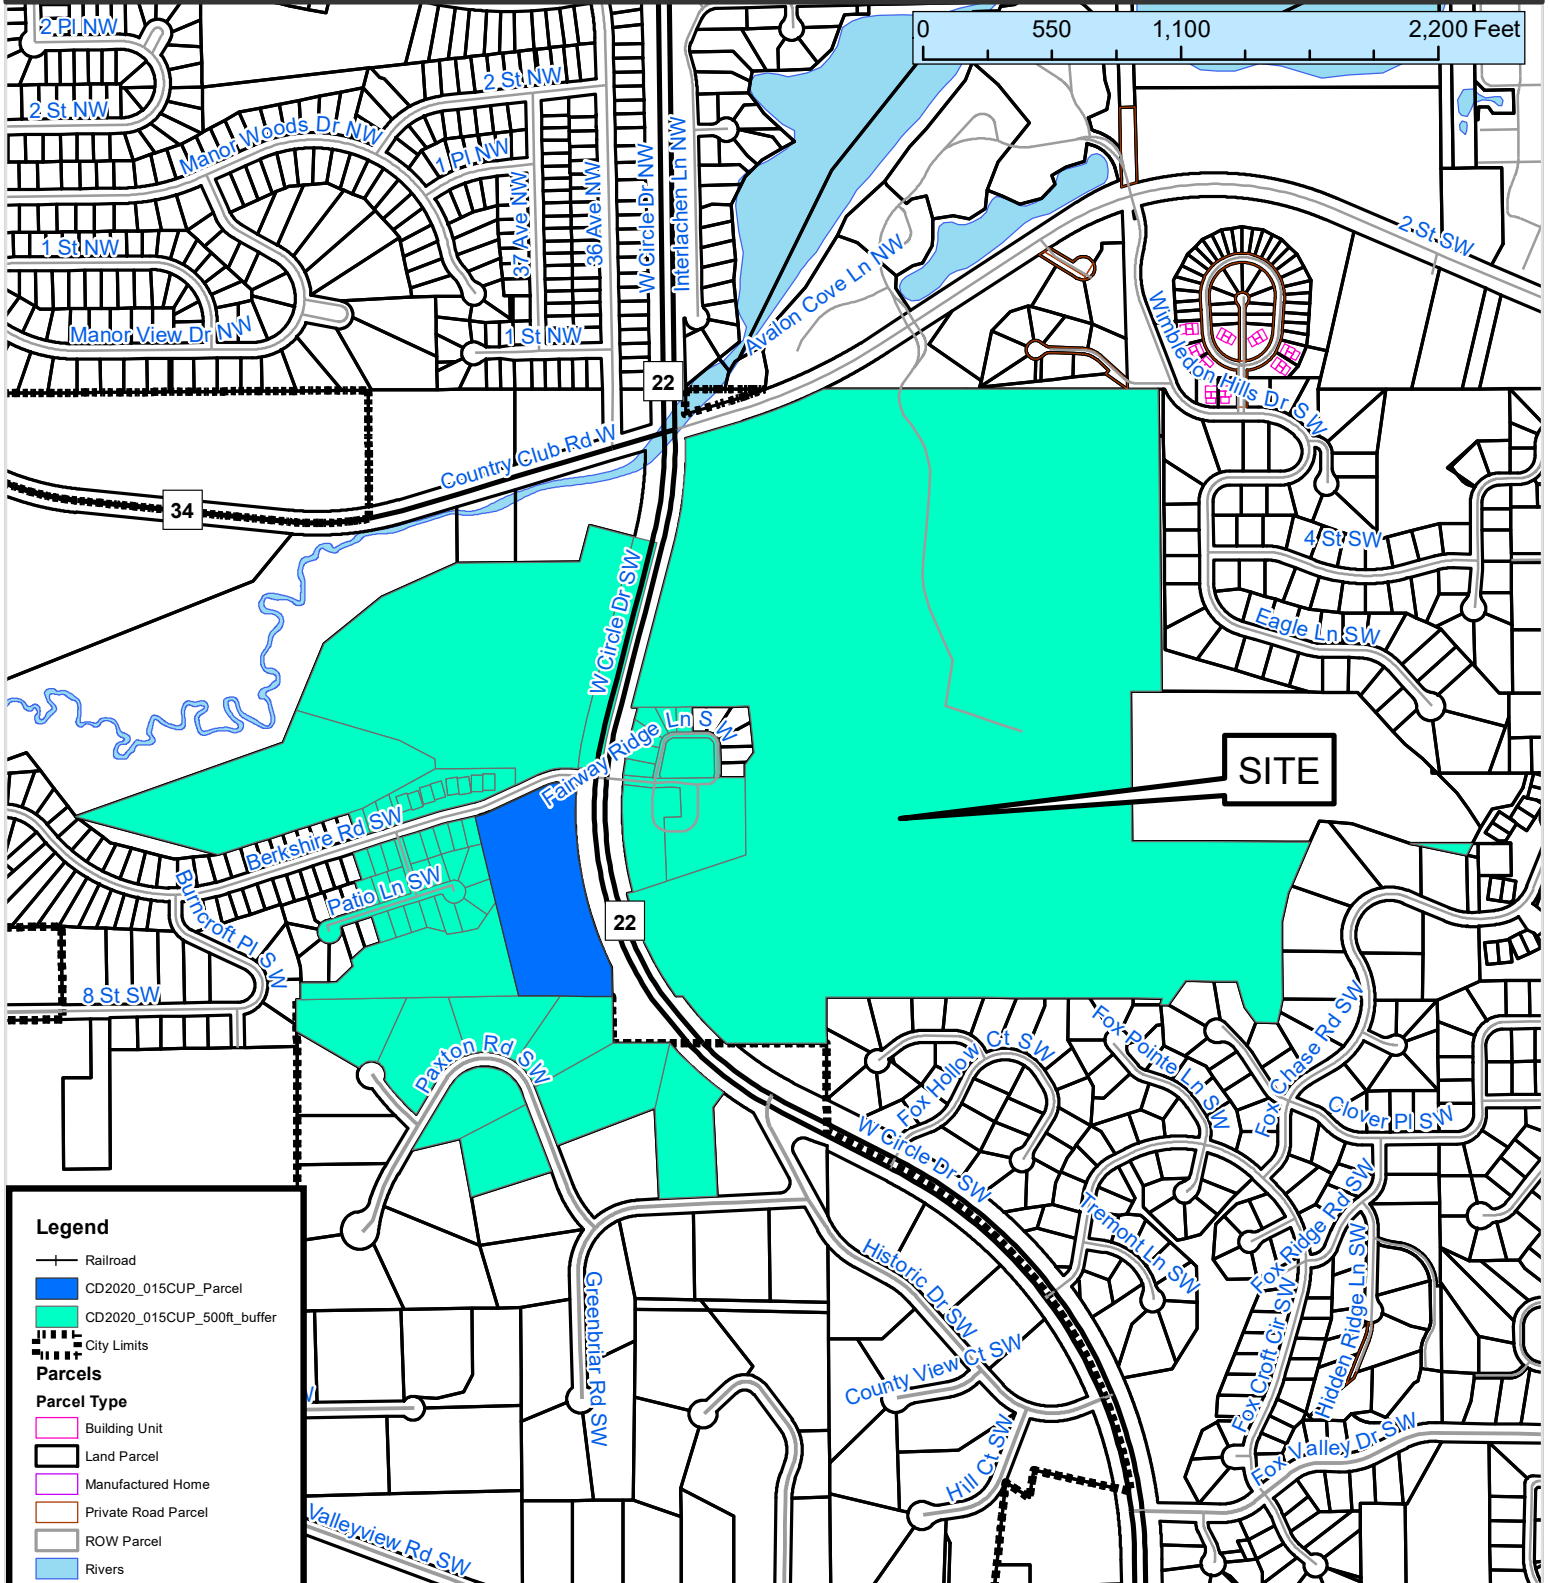 0 550 1,100 2,200 Feet
2 Pl NW
2 St NW
2 St NW
Manor Woods Dr NW
1 Pl NW
37 Ave NW
36 Ave NW
W Circle Dr NW
Interlachen Ln NW
1 St NW
Manor View Dr NW
1 St NW
Avalon Cove Ln NW
2 St SW
Wimbledon Hills Dr SW
22
Country Club Rd W
34
4 St SW
Eagle Ln SW
W Circle Dr SW
Fairway Ridge Ln SW
SITE
Berkshire Rd SW
Patio Ln SW
Burncroft Pl SW
22
8 St SW
Paxton Rd SW
Fox Hollow Ct SW
Fox Pointe Ln SW
Fox Chase Rd SW
Clover Pl SW
W Circle Dr SW
Tremont Ln SW
Fox Ridge Rd SW
Hidden Ridge Ln SW
Fox Croft Cir SW
Historic Dr SW
Greenbriar Rd SW
County View Ct SW
Hill Ct SW
Fox Valley Dr SW
Valleyview Rd SW
Legend
Railroad
CD2020_015CUP_Parcel
CD2020_015CUP_500ft_buffer
City Limits
Parcels
Parcel Type
Building Unit
Land Parcel
Manufactured Home
Private Road Parcel
ROW Parcel
Rivers